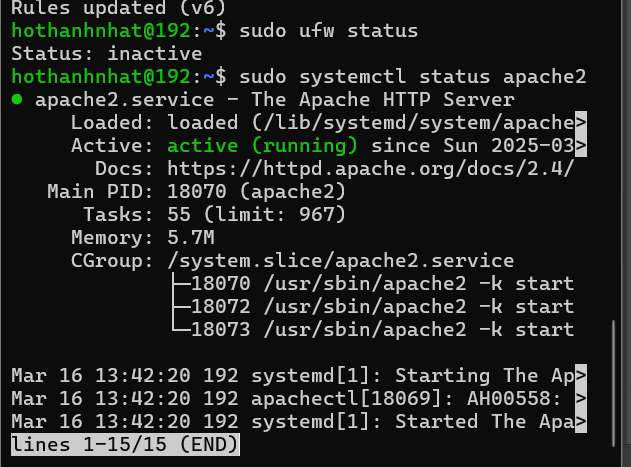 Rules updated (v6)
hothanhnhat@192:~$ sudo ufw status
Status: inactive
hothanhnhat@192:~$ sudo systemctl status apache2
● apache2.service - The Apache HTTP Server
Loaded: loaded (/lib/systemd/system/apache>
Active: active (running) since Sun 2025-03>
Docs: https://httpd.apache.org/docs/2.4/
Main PID: 18070 (apache2)
Tasks: 55 (limit: 967)
Memory: 5.7M
CGroup: /system.slice/apache2.service
├─18070 /usr/sbin/apache2 -k start
├─18072 /usr/sbin/apache2 -k start
└─18073 /usr/sbin/apache2 -k start
Mar 16 13:42:20 192 systemd[1]: Starting The Ap>
Mar 16 13:42:20 192 apachectl[18069]: AH00558: >
Mar 16 13:42:20 192 systemd[1]: Started The Apa>
lines 1-15/15 (END)